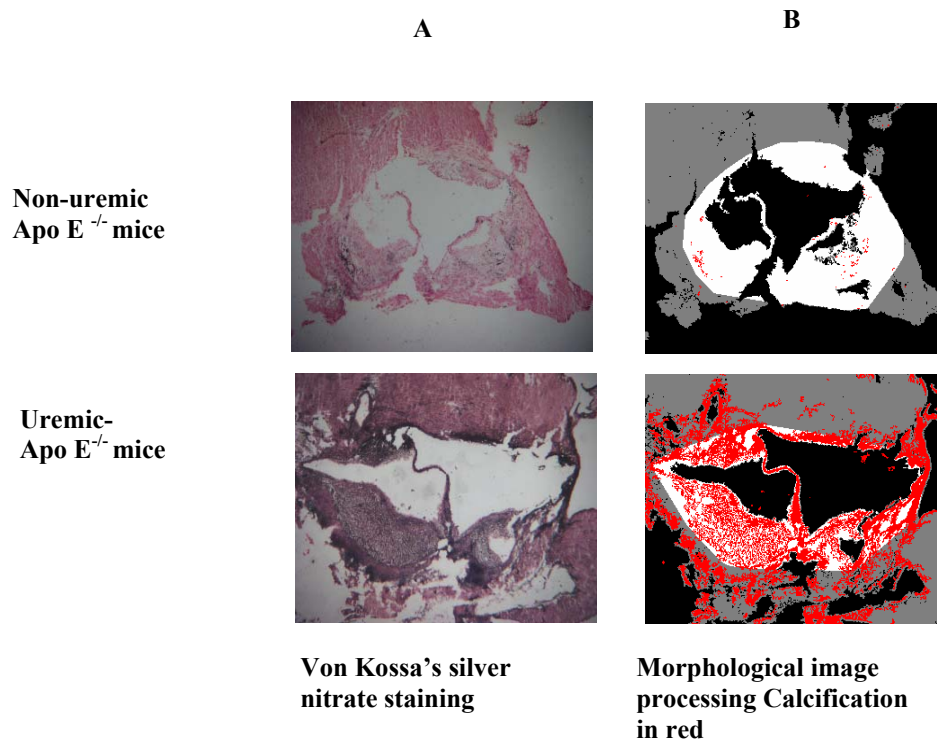 A
B
Non-uremic
Apo E -/- mice
Uremic-
Apo E-/- mice
Von Kossa's silver
nitrate staining
Morphological image
processing Calcification
in red